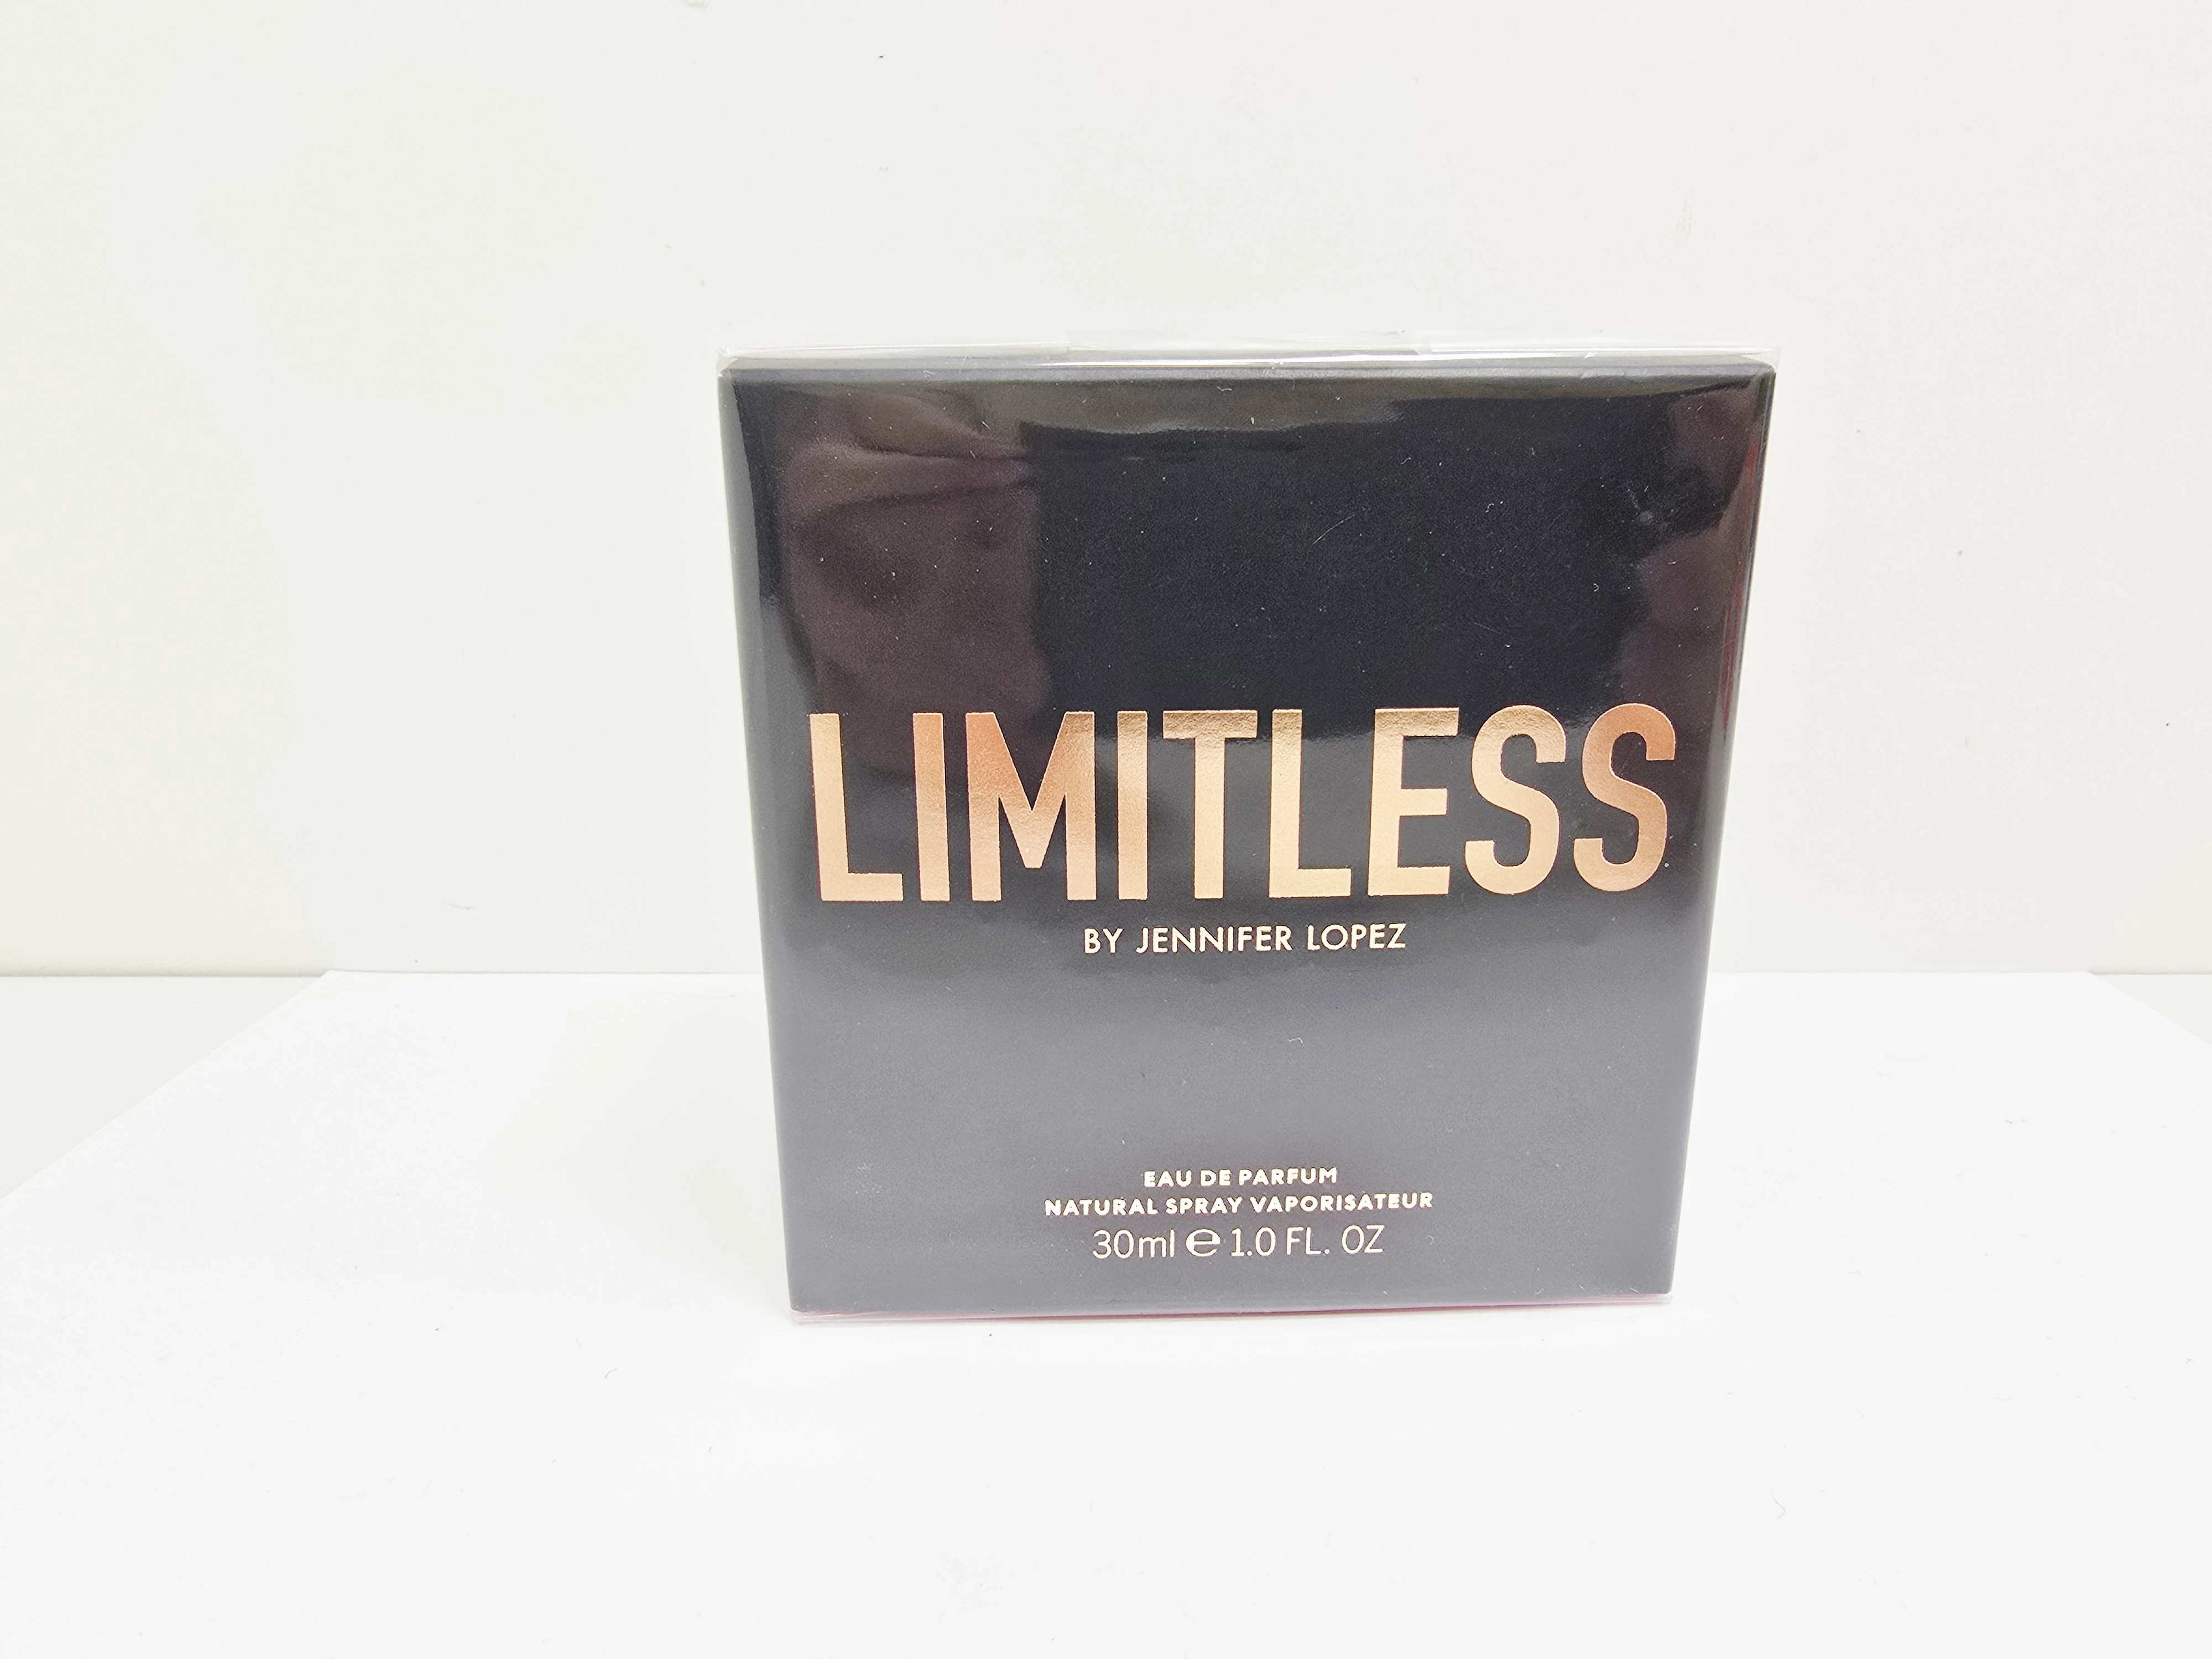 LIMITLESS
BY JENNIFER LOPEZ
EAU DE PARFUM
NATURAL SPRAY VAPORISATEUR
30ml ℮ 1.0 FL. OZ